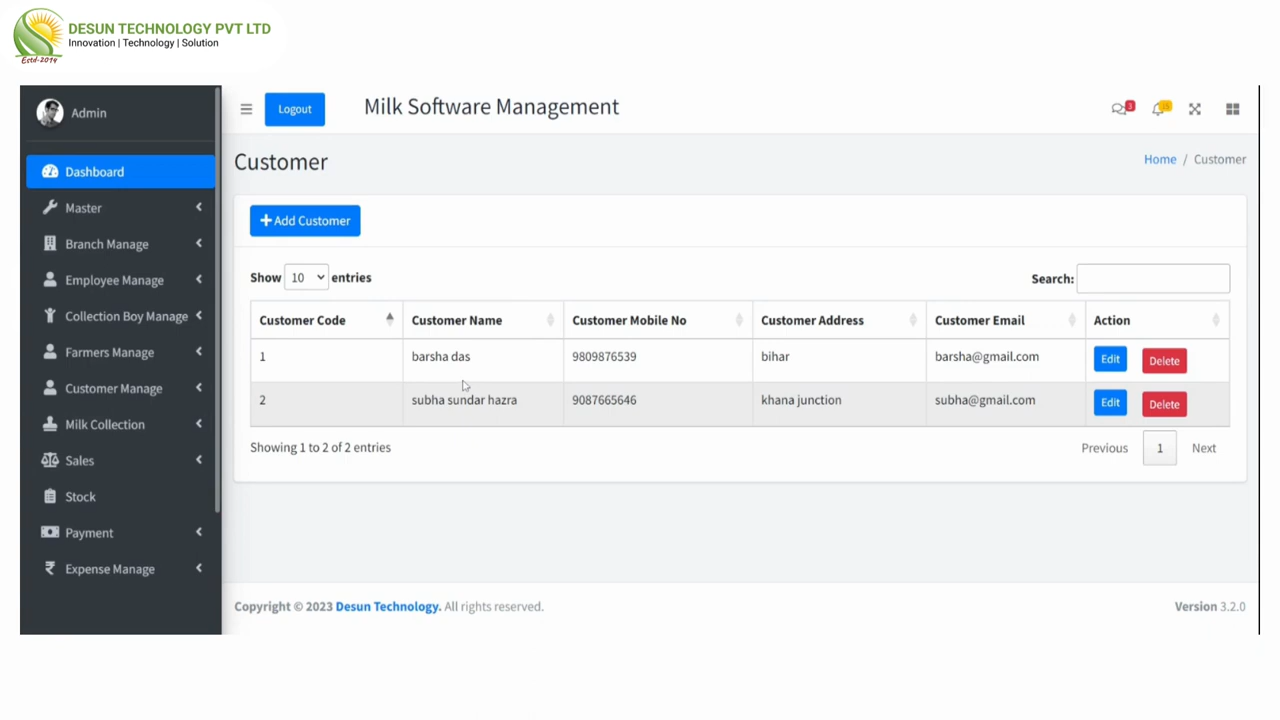 DESUN TECHNOLOGY PVT LTD
Innovation | Technology | Solution
Estd-2014
Admin
Logout
Milk Software Management
3
Dashboard
Customer
Home / Customer
Master
Add Customer
Branch Manage
Employee Manage
Show 10 entries
Search:
Collection Boy Manage
Customer Code Customer Name Customer Mobile No Customer Address Customer Email Action
Farmers Manage
1 barsha das 9809876539 bihar barsha@gmail.com Edit Delete
Customer Manage
2 subha sundar hazra 9087665646 khana junction subha@gmail.com Edit Delete
Milk Collection
Showing 1 to 2 of 2 entries
Previous 1 Next
Sales
Stock
Payment
Expense Manage
Copyright © 2023 Desun Technology. All rights reserved.
Version 3.2.0